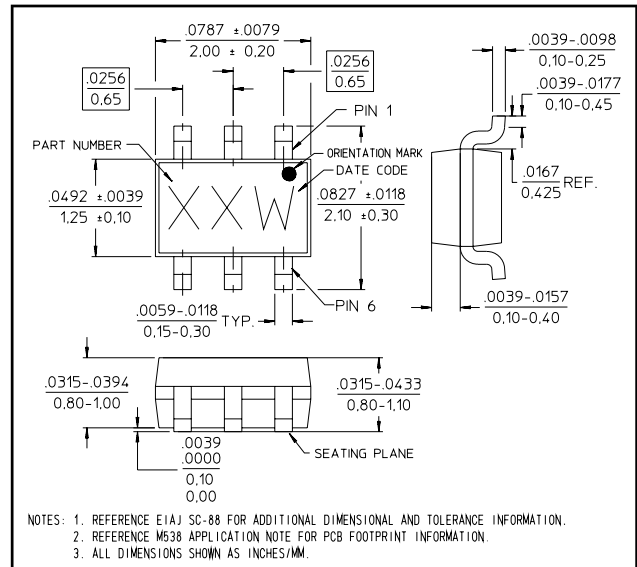 .0787 ±.0079
2,00 ± 0,20
.0256
0,65
.0256
0,65
PIN 1
PART NUMBER
ORIENTATION MARK
DATE CODE
XXW
.0492 ±.0039
1,25 ±0,10
.0827 ±.0118
2,10 ±0,30
PIN 6
.0059-.0118
0,15-0,30
TYP.
.0039-.0098
0,10-0,25
.0039-.0177
0,10-0,45
.0167
0,425
REF.
.0039-.0157
0,10-0,40
.0315-.0394
0,80-1,00
.0315-.0433
0,80-1,10
.0039
.0000
0,10
0,00
SEATING PLANE
NOTES: 1. REFERENCE EIAJ SC-88 FOR ADDITIONAL DIMENSIONAL AND TOLERANCE INFORMATION.
2. REFERENCE M538 APPLICATION NOTE FOR PCB FOOTPRINT INFORMATION.
3. ALL DIMENSIONS SHOWN AS INCHES/MM.